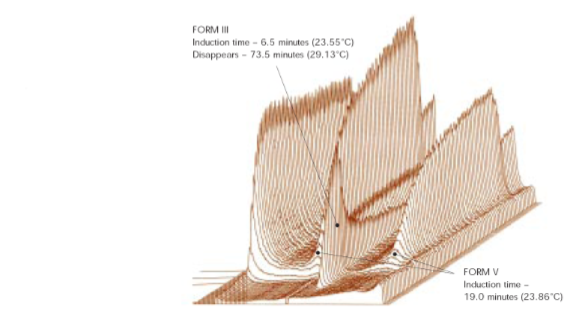 FORM III
Induction time – 6.5 minutes (23.55°C)
Disappears – 73.5 minutes (29.13°C)
FORM V
Induction time –
19.0 minutes (23.86°C)